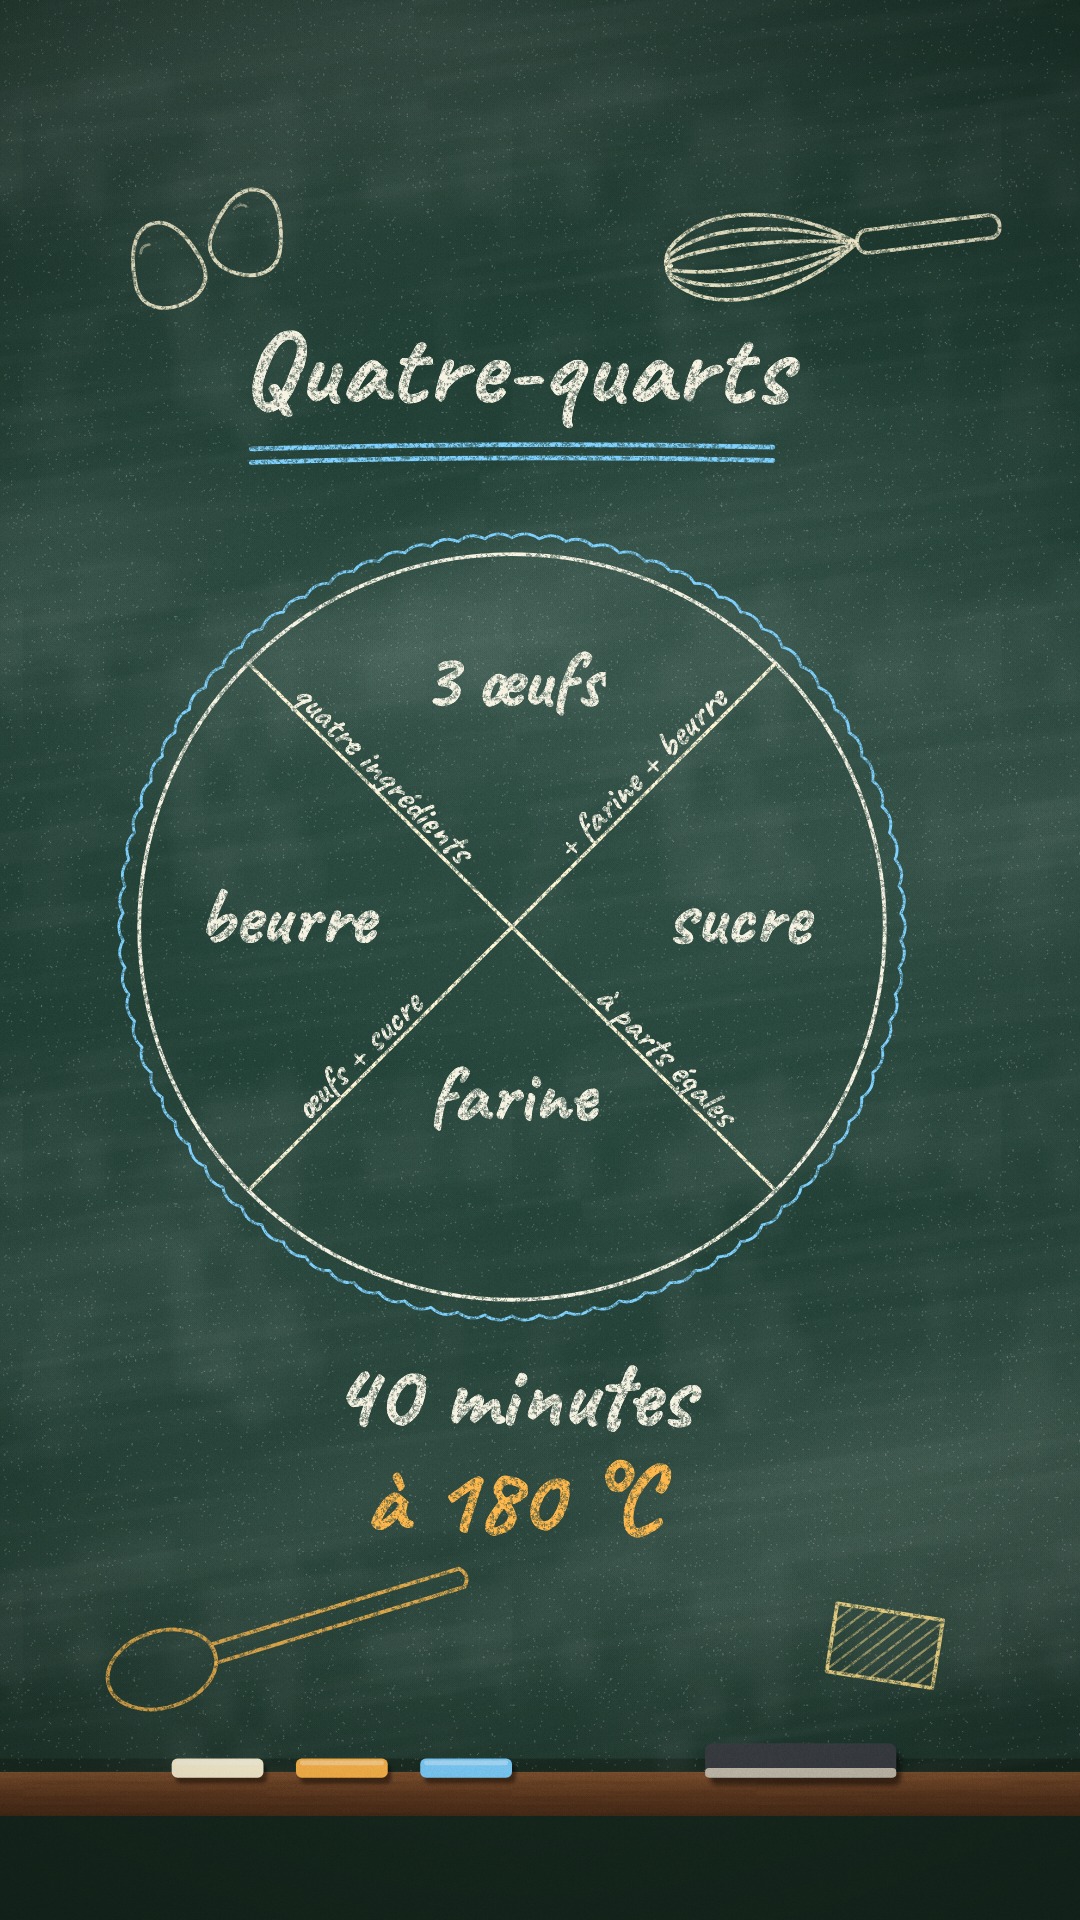 Quatre-quarts
3 œufs
quatre ingrédients
+ farine + beurre
beurre
sucre
œufs + sucre
à parts égales
farine
40 minutes
à 180 °C